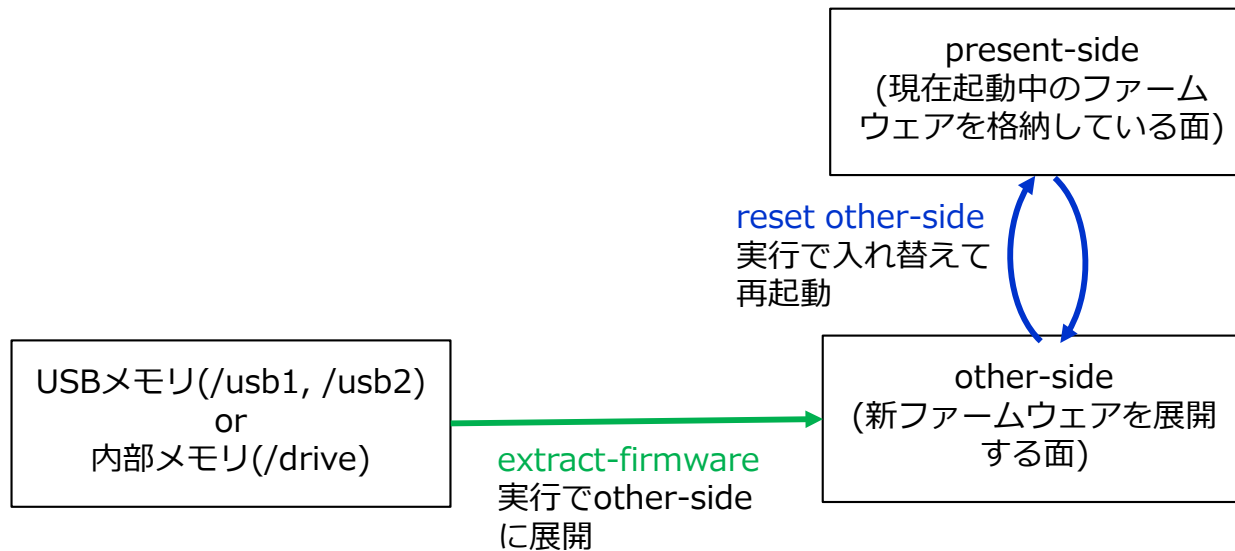 present-side
(現在起動中のファーム
ウェアを格納している面)
reset other-side
実行で入れ替えて
再起動
USBメモリ(/usb1, /usb2)
or
内部メモリ(/drive)
extract-firmware
実行でother-side
に展開
other-side
(新ファームウェアを展開
する面)